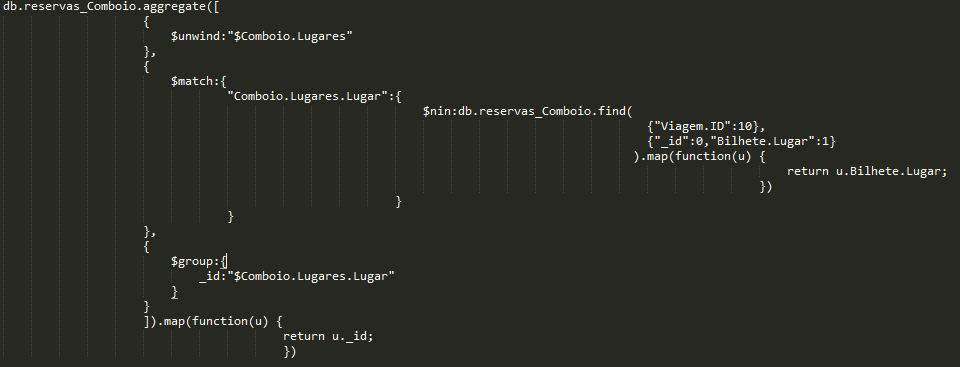 db.reservas_Comboio.aggregate([
{
$unwind:"$Comboio.Lugares"
},
{
$match:{
"Comboio.Lugares.Lugar":{
$nin:db.reservas_Comboio.find(
{"Viagem.ID":10},
{"_id":0,"Bilhete.Lugar":1}
).map(function(u) {
return u.Bilhete.Lugar;
})
}
}
},
{
$group:{
_id:"$Comboio.Lugares.Lugar"
}
}
]).map(function(u) {
return u._id;
})